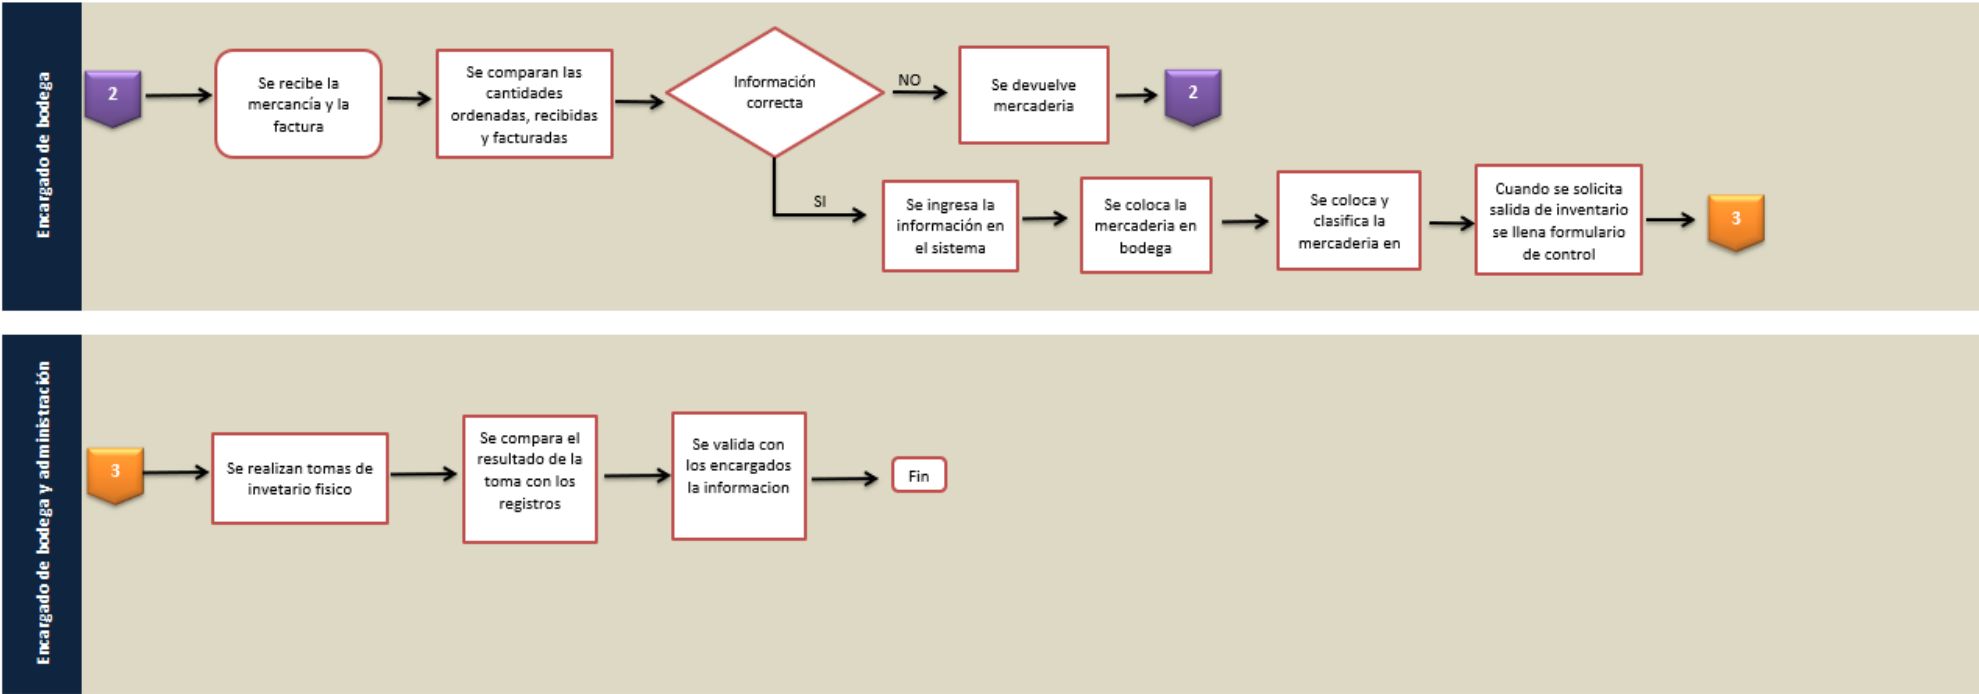 Encargado de bodega
2
Se recibe la
mercancía y la
factura
Se comparan las
cantidades
ordenadas, recibidas
y facturadas
Información
correcta
NO
Se devuelve
mercaderia
2
SI
Se ingresa la
información en
el sistema
Se coloca la
mercaderia en
bodega
Se coloca y
clasifica la
mercaderia en
Cuando se solicita
salida de inventario
se llena formulario
de control
3
Encargado de bodega y administración
3
Se realizan tomas de
invetario fisico
Se compara el
resultado de la
toma con los
registros
Se valida con
los encargados
la informacion
Fin